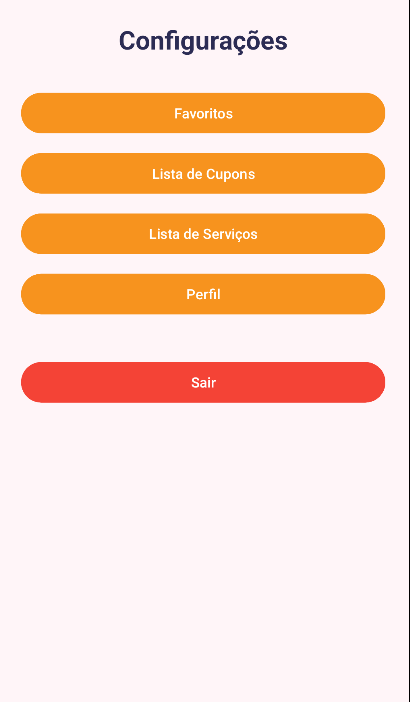 Configurações
Favoritos
Lista de Cupons
Lista de Serviços
Perfil
Sair